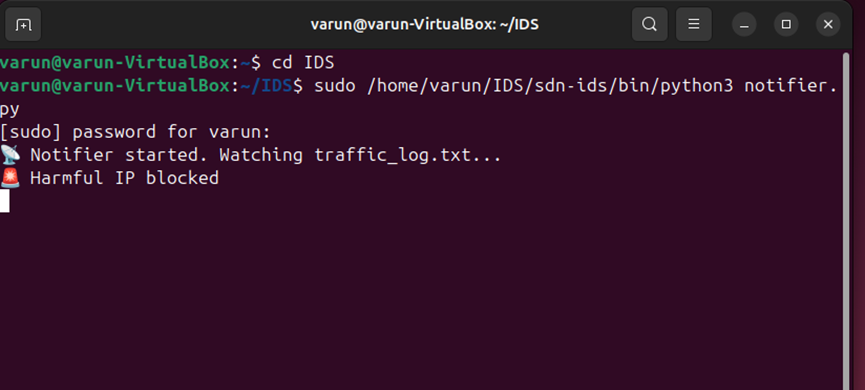 varun@varun-VirtualBox: ~/IDS
varun@varun-VirtualBox:~$ cd IDS
varun@varun-VirtualBox:~/IDS$ sudo /home/varun/IDS/sdn-ids/bin/python3 notifier.
py
[sudo] password for varun:
📡 Notifier started. Watching traffic_log.txt...
🚨 Harmful IP blocked